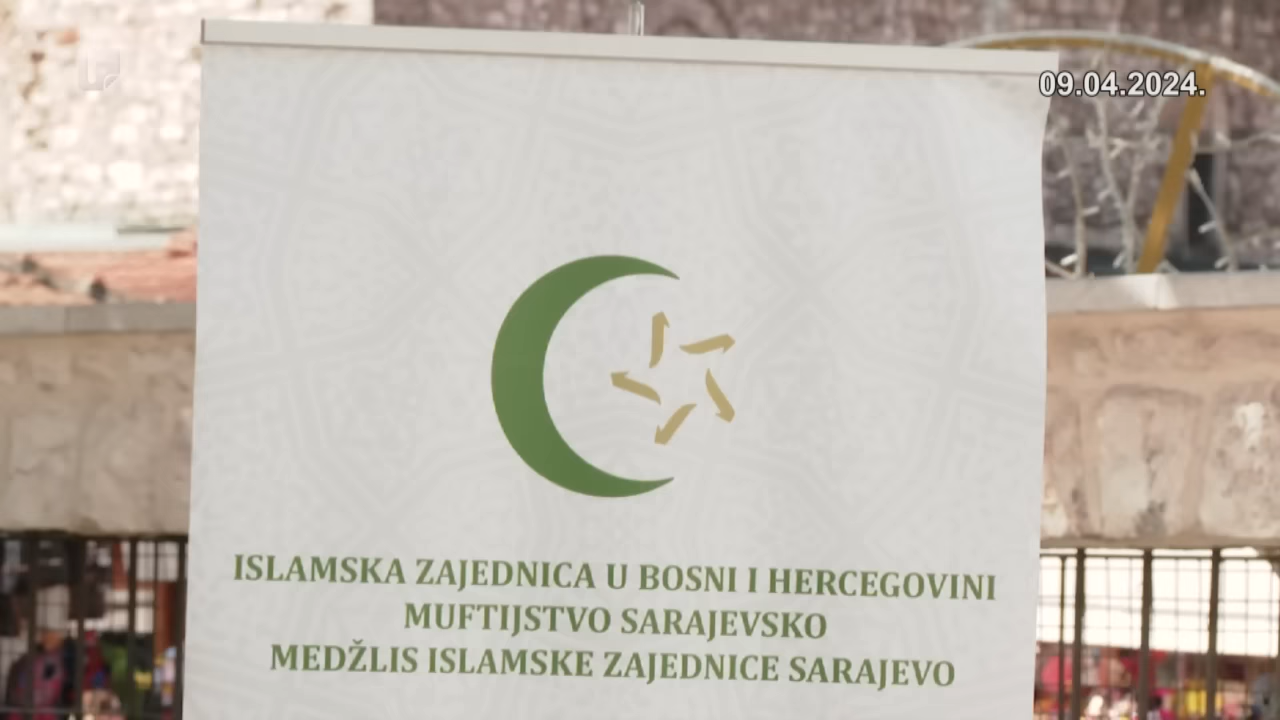 09.04.2024.
ISLAMSKA ZAJEDNICA U BOSNI I HERCEGOVINI
MUFTIJSTVO SARAJEVSKO
MEDŽLIS ISLAMSKE ZAJEDNICE SARAJEVO